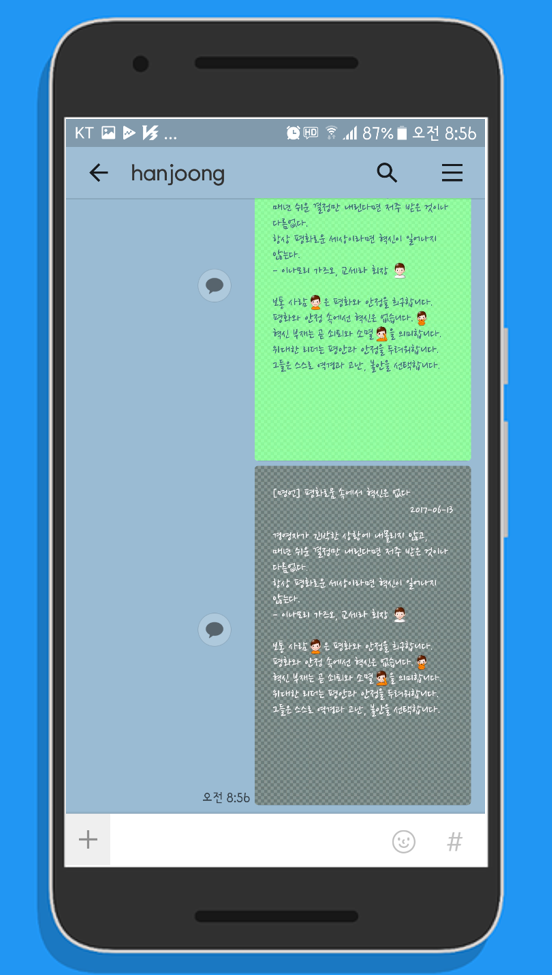 KT ... HD 87% 오전 8:56
hanjoong
매년 쉬운 결정만 내린다면 저주 받은 것이나
다름없다.
항상 평화로운 세상이라면 혁신이 일어나지
않는다.
- 이나모리 가즈오, 교세라 회장
보통 사람은 평화와 안정을 희구합니다.
평화와 안정 속에선 혁신은 없습니다.
혁신 부재는 곧 쇠퇴와 소멸을 의미합니다.
위대한 리더는 평안과 안정을 두려워합니다.
그들은 스스로 역경과 고난, 불안을 선택합니다.
[명언] 평화로움 속에서 혁신은 없다
2017-06-13
경영자가 긴박한 상황에 내몰리지 않고,
매년 쉬운 결정만 내린다면 저주 받은 것이나
다름없다.
항상 평화로운 세상이라면 혁신이 일어나지
않는다.
- 이나모리 가즈오, 교세라 회장
보통 사람은 평화와 안정을 희구합니다.
평화와 안정 속에선 혁신은 없습니다.
혁신 부재는 곧 쇠퇴와 소멸을 의미합니다.
위대한 리더는 평안과 안정을 두려워합니다.
그들은 스스로 역경과 고난, 불안을 선택합니다.
오전 8:56
+ #